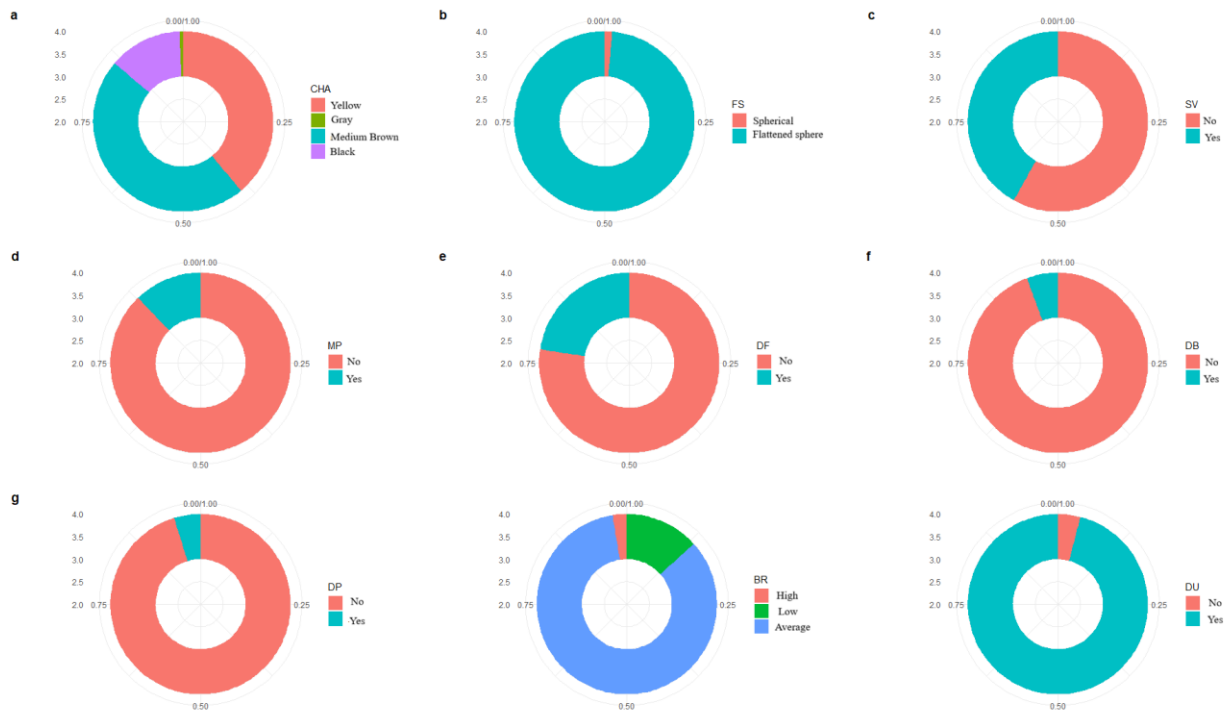 a
0.00/1.00
4.0
3.5
3.0
2.5
2.0
0.75
0.25
0.50
CHA
Yellow
Gray
Medium Brown
Black
b
0.00/1.00
4.0
3.5
3.0
2.5
2.0
0.75
0.25
0.50
FS
Spherical
Flattened sphere
c
0.00/1.00
4.0
3.5
3.0
2.5
2.0
0.75
0.25
0.50
SV
No
Yes
d
0.00/1.00
4.0
3.5
3.0
2.5
2.0
0.75
0.25
0.50
MP
No
Yes
e
0.00/1.00
4.0
3.5
3.0
2.5
2.0
0.75
0.25
0.50
DF
No
Yes
f
0.00/1.00
4.0
3.5
3.0
2.5
2.0
0.75
0.25
0.50
DB
No
Yes
g
0.00/1.00
4.0
3.5
3.0
2.5
2.0
0.75
0.25
0.50
DP
No
Yes
0.00/1.00
4.0
3.5
3.0
2.5
2.0
0.75
0.25
0.50
BR
High
Low
Average
0.00/1.00
4.0
3.5
3.0
2.5
2.0
0.75
0.25
0.50
DU
No
Yes